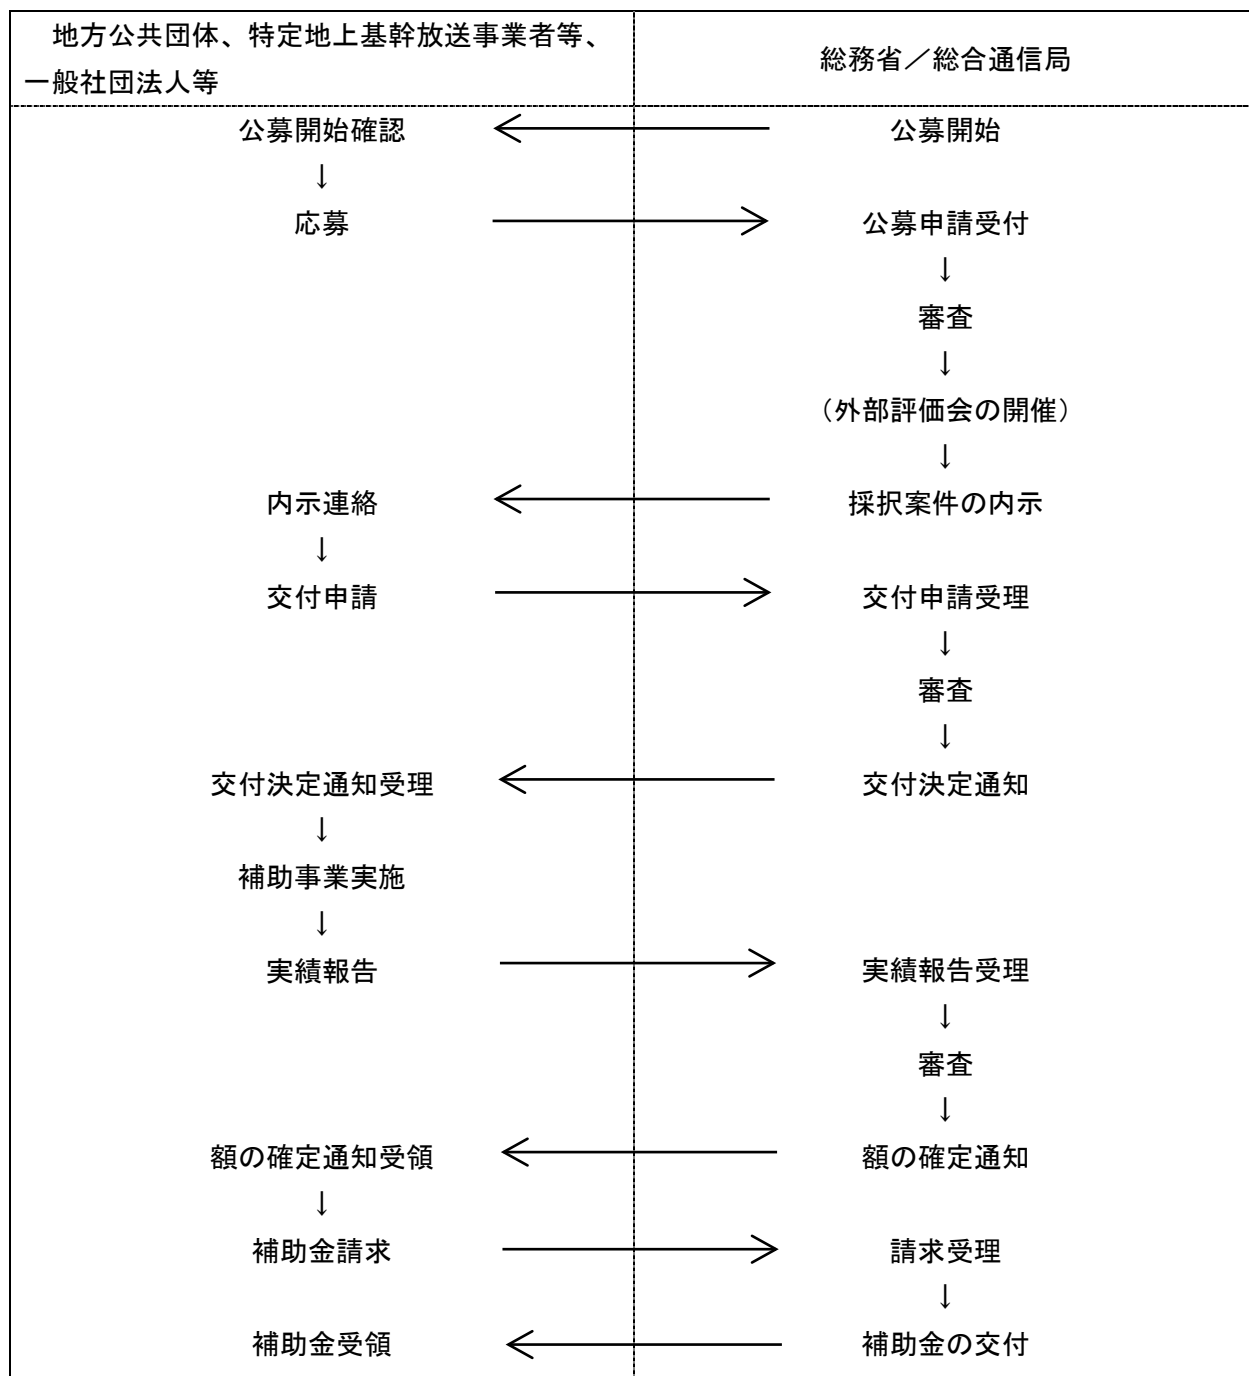 地方公共団体、特定地上基幹放送事業者等、
一般社団法人等
総務省／総合通信局
公募開始確認
公募開始
↓
応募
公募申請受付
↓
審査
↓
（外部評価会の開催）
↓
内示連絡
採択案件の内示
↓
交付申請
交付申請受理
↓
審査
↓
交付決定通知受理
交付決定通知
↓
補助事業実施
↓
実績報告
実績報告受理
↓
審査
↓
額の確定通知受領
額の確定通知
↓
補助金請求
請求受理
↓
補助金受領
補助金の交付